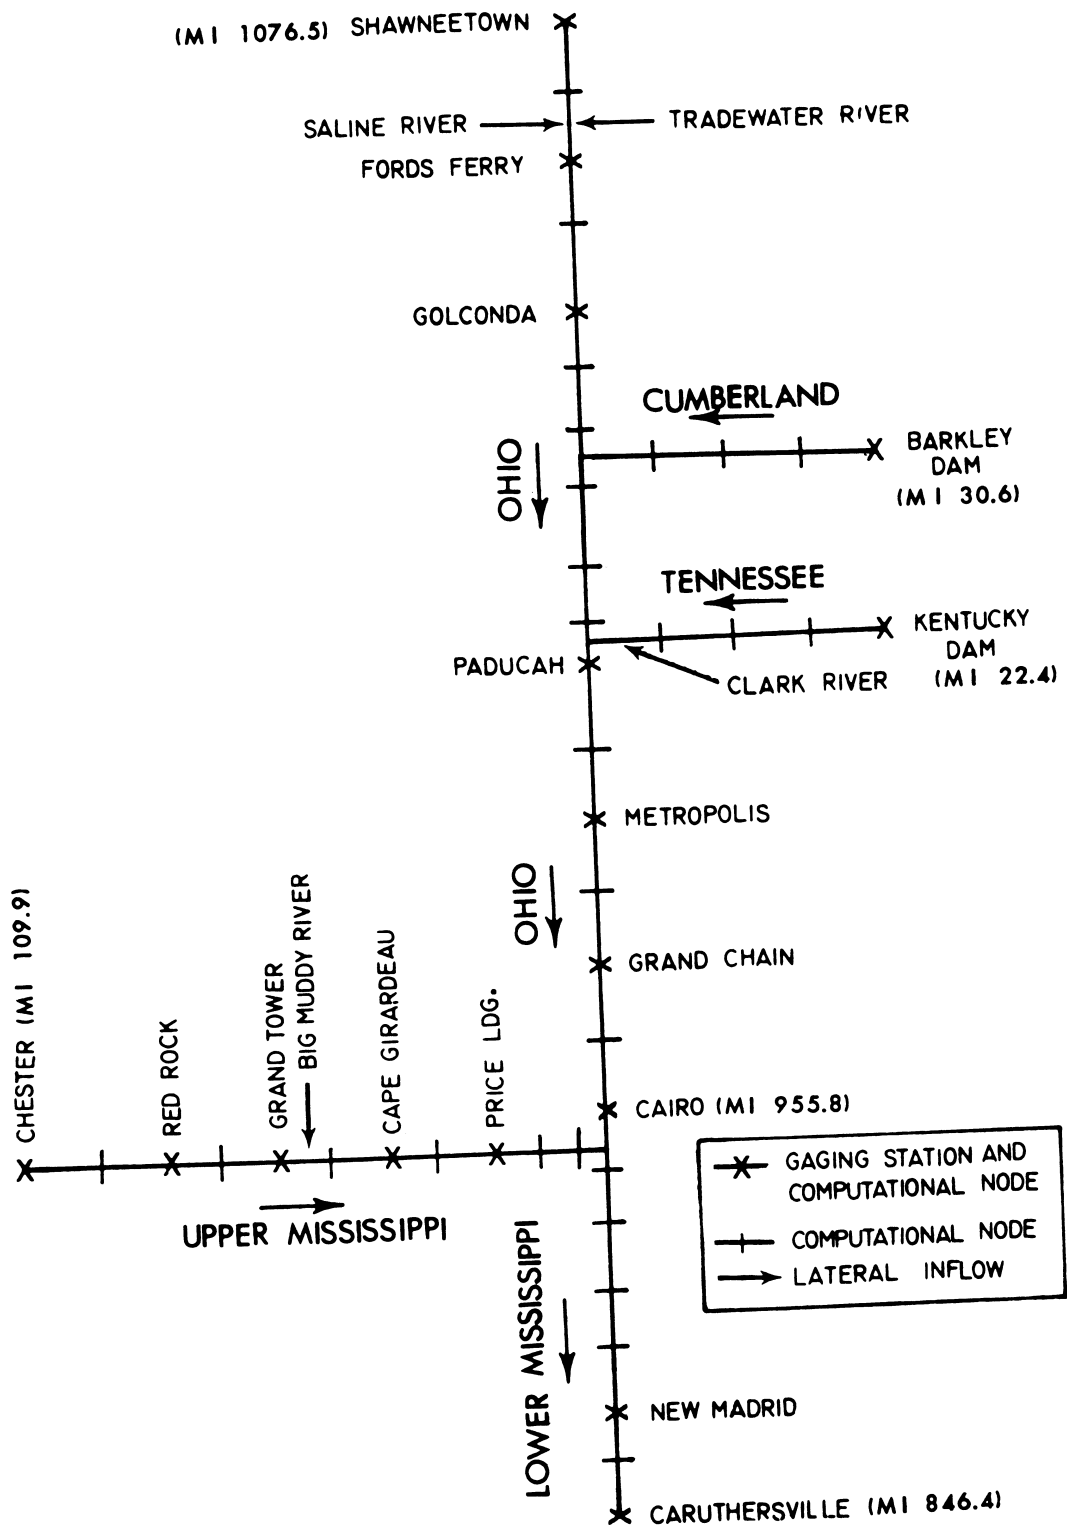 (MI 1076.5) SHAWNEETOWN
SALINE RIVER
TRADEWATER RIVER
FORDS FERRY
GOLCONDA
CUMBERLAND
BARKLEY
DAM
(MI 30.6)
OHIO
TENNESSEE
KENTUCKY
DAM
(MI 22.4)
PADUCAH
CLARK RIVER
METROPOLIS
OHIO
GRAND CHAIN
CHESTER (MI 109.9)
RED ROCK
GRAND TOWER
BIG MUDDY RIVER
CAPE GIRARDEAU
PRICE LDG.
CAIRO (MI 955.8)
UPPER MISSISSIPPI
GAGING STATION AND
COMPUTATIONAL NODE
COMPUTATIONAL NODE
LATERAL INFLOW
LOWER MISSISSIPPI
NEW MADRID
CARUTHERSVILLE (MI 846.4)